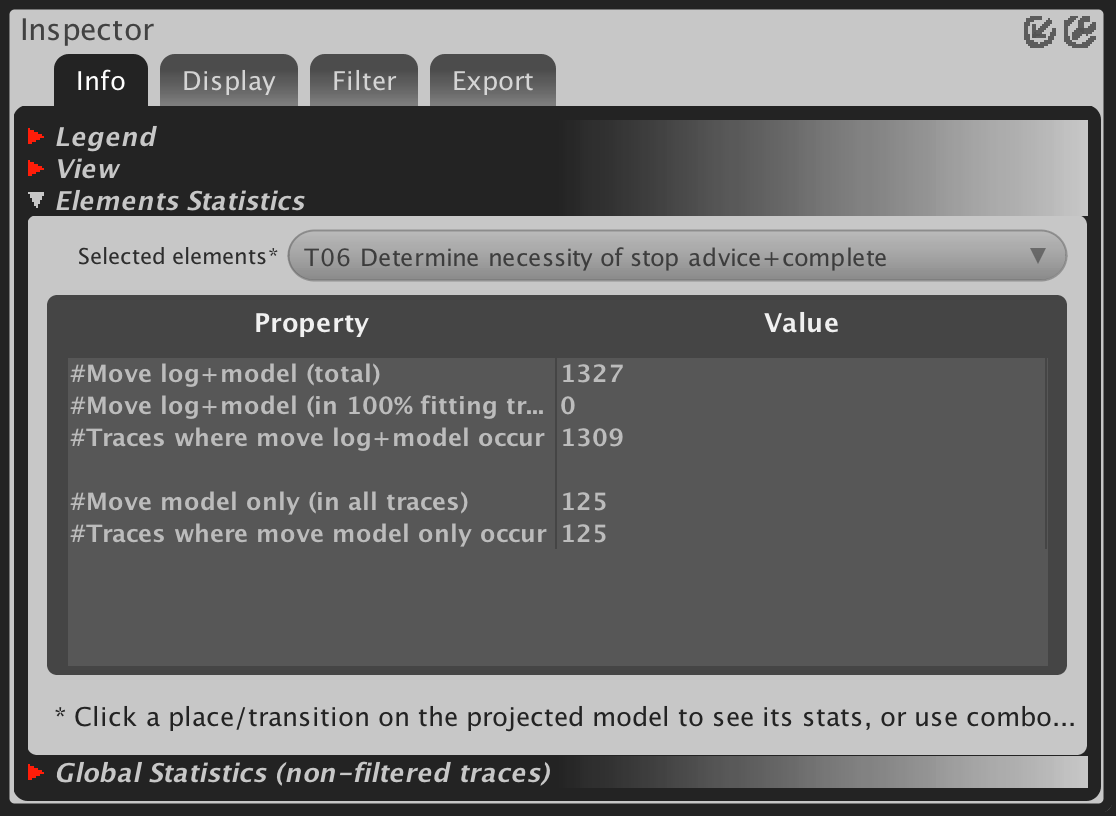 Inspector
Info Display Filter Export
Legend
View
Elements Statistics
Selected elements* T06 Determine necessity of stop advice+complete
Property Value
#Move log+model (total) 1327
#Move log+model (in 100% fitting tr... 0
#Traces where move log+model occur 1309
#Move model only (in all traces) 125
#Traces where move model only occur 125
* Click a place/transition on the projected model to see its stats, or use combo...
Global Statistics (non-filtered traces)